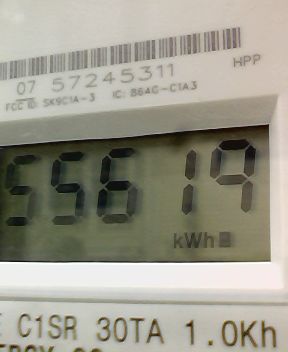 07 57245311
HPP
FCC ID: SK9C1A-3 IC: 864G-C1A3
55619
kWh
C1SR 30TA 1.0Kh